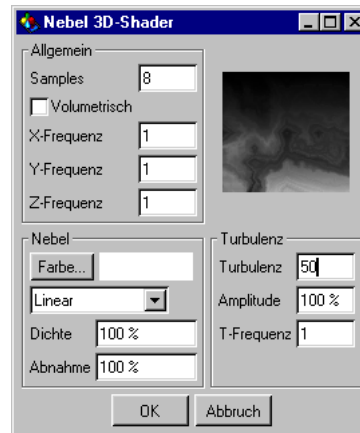 Nebel 3D-Shader
Allgemein
Samples 8
Volumetrisch
X-Frequenz 1
Y-Frequenz 1
Z-Frequenz 1
Nebel
Farbe...
Linear
Dichte 100 %
Abnahme 100 %
Turbulenz
Turbulenz 50
Amplitude 100 %
T-Frequenz 1
OK Abbruch